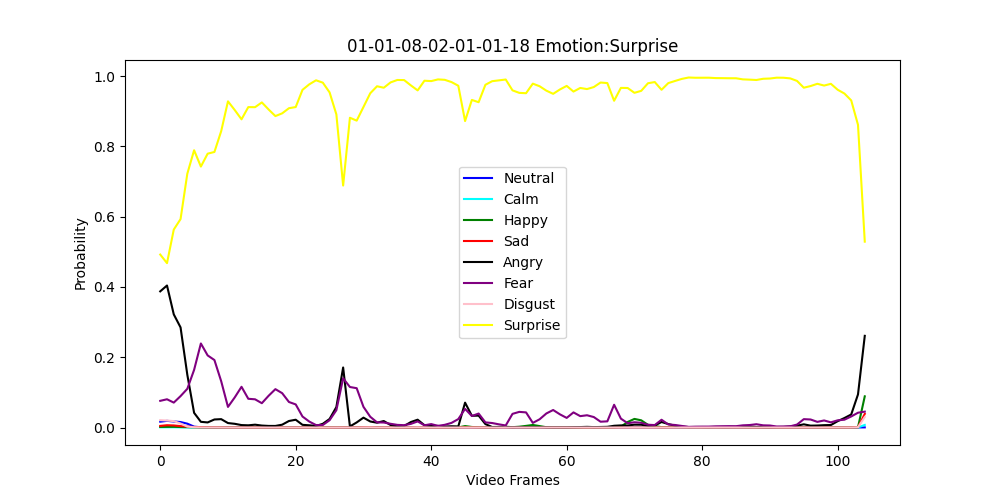 01-01-08-02-01-01-18 Emotion:Surprise
1.0
0.8
0.6
0.4
0.2
0.0
Probability
Neutral
Calm
Happy
Sad
Angry
Fear
Disgust
Surprise
0 20 40 60 80 100
Video Frames